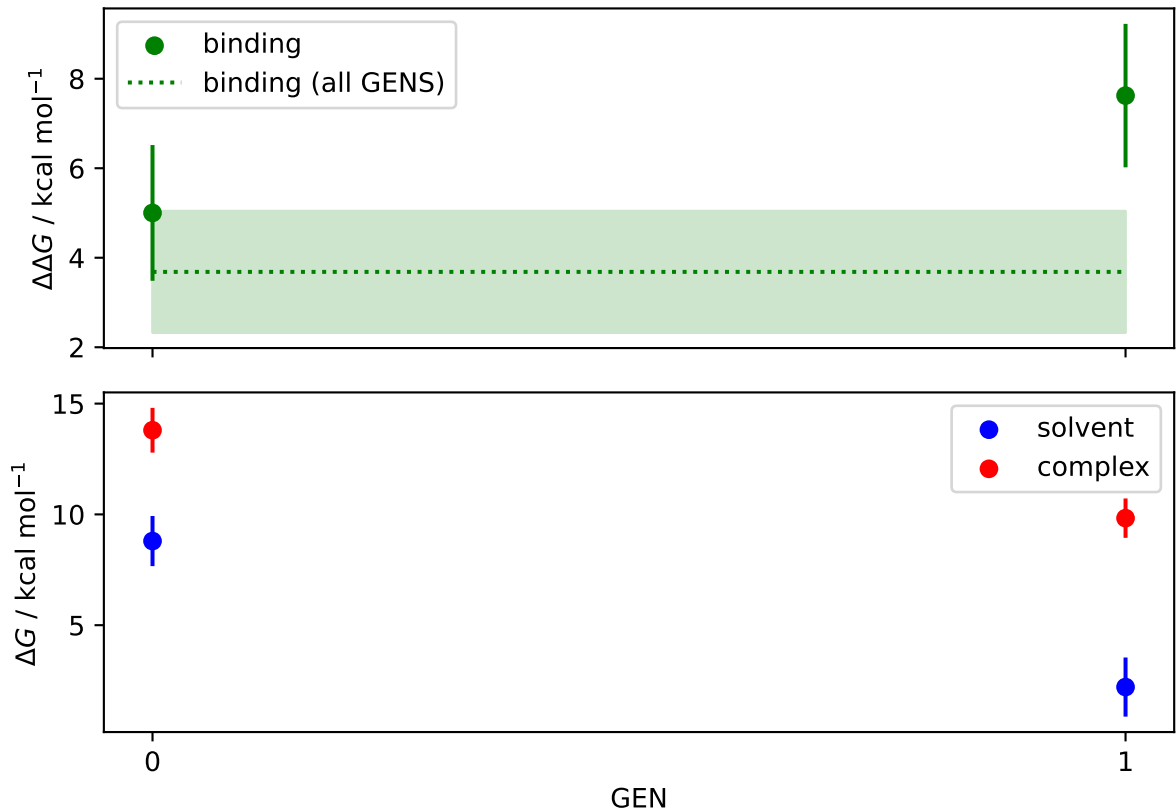 binding
binding (all GENS)
8
6
4
2
ΔΔG / kcal mol⁻¹
solvent
complex
15
10
5
ΔG / kcal mol⁻¹
0
1
GEN